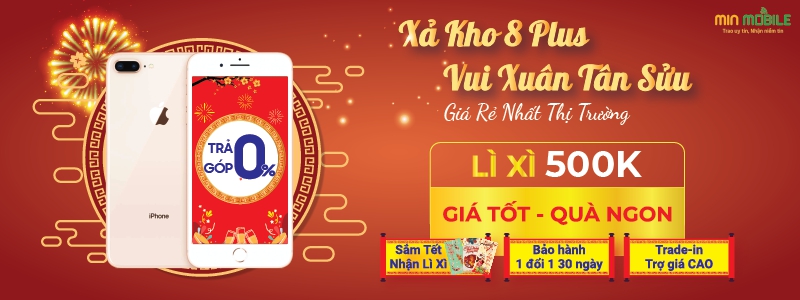 MIN MOBILE
Trao uy tín, Nhận niềm tin
Xả Kho 8 Plus
Vui Xuân Tân Sửu
Giá Rẻ Nhất Thị Trường
TRẢ
GÓP 0%
iPhone
LÌ XÌ 500K
GIÁ TỐT - QUÀ NGON
Sắm Tết
Nhận Lì Xì
Bảo hành
1 đổi 1 30 ngày
Trade-in
Trợ giá CAO